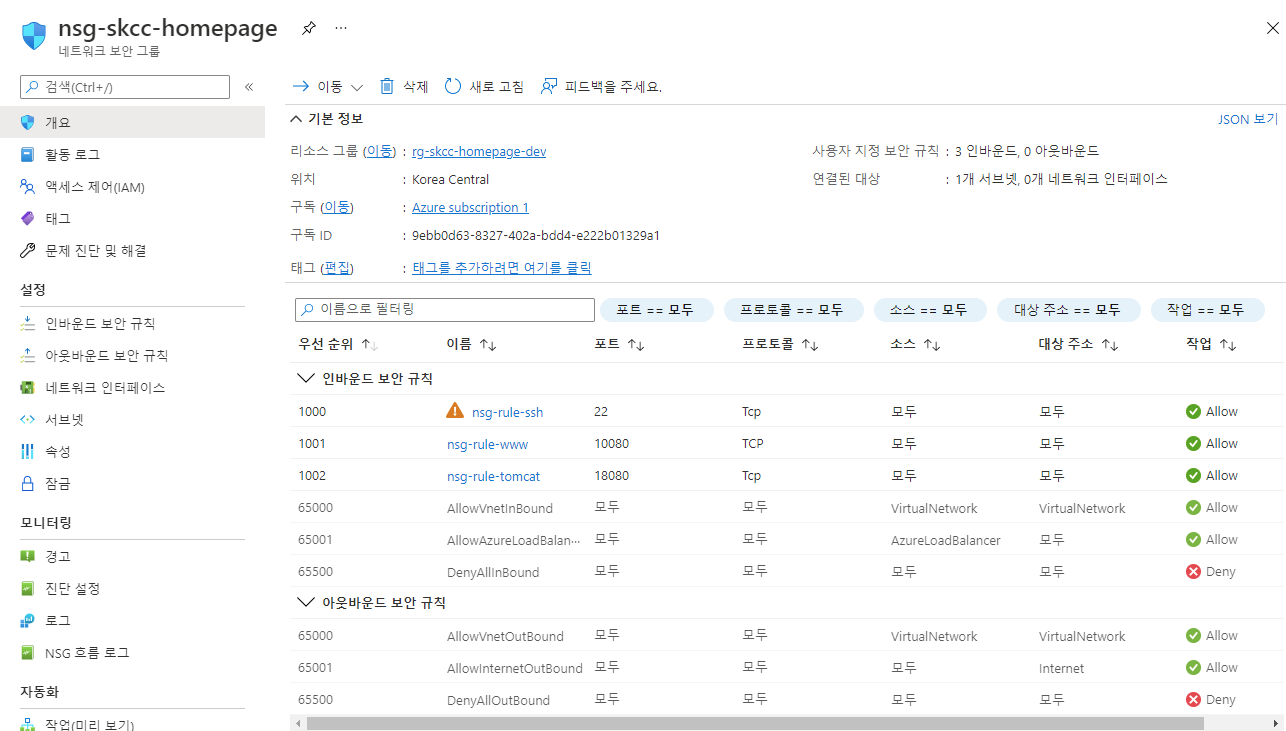 nsg-skcc-homepage ...
네트워크 보안 그룹
검색(Ctrl+/)
«
개요
활동 로그
액세스 제어(IAM)
태그
문제 진단 및 해결
설정
인바운드 보안 규칙
아웃바운드 보안 규칙
네트워크 인터페이스
서브넷
속성
잠금
모니터링
경고
진단 설정
로그
NSG 흐름 로그
자동화
작업(미리 보기)
이동 삭제 새로 고침 피드백을 주세요.
기본 정보 JSON 보기
리소스 그룹 (이동) : rg-skcc-homepage-dev 사용자 지정 보안 규칙 : 3 인바운드, 0 아웃바운드
위치 : Korea Central 연결된 대상 : 1개 서브넷, 0개 네트워크 인터페이스
구독 (이동) : Azure subscription 1
구독 ID : 9ebb0d63-8327-402a-bdd4-e222b01329a1
태그 (편집) : 태그를 추가하려면 여기를 클릭
이름으로 필터링 포트 == 모두 프로토콜 == 모두 소스 == 모두 대상 주소 == 모두 작업 == 모두
우선 순위 ↑↓ 이름 ↑↓ 포트 ↑↓ 프로토콜 ↑↓ 소스 ↑↓ 대상 주소 ↑↓ 작업 ↑↓
인바운드 보안 규칙
1000 nsg-rule-ssh 22 Tcp 모두 모두 Allow
1001 nsg-rule-www 10080 TCP 모두 모두 Allow
1002 nsg-rule-tomcat 18080 Tcp 모두 모두 Allow
65000 AllowVnetInBound 모두 모두 VirtualNetwork VirtualNetwork Allow
65001 AllowAzureLoadBalan... 모두 모두 AzureLoadBalancer 모두 Allow
65500 DenyAllInBound 모두 모두 모두 모두 Deny
아웃바운드 보안 규칙
65000 AllowVnetOutBound 모두 모두 VirtualNetwork VirtualNetwork Allow
65001 AllowInternetOutBound 모두 모두 모두 Internet Allow
65500 DenyAllOutBound 모두 모두 모두 모두 Deny